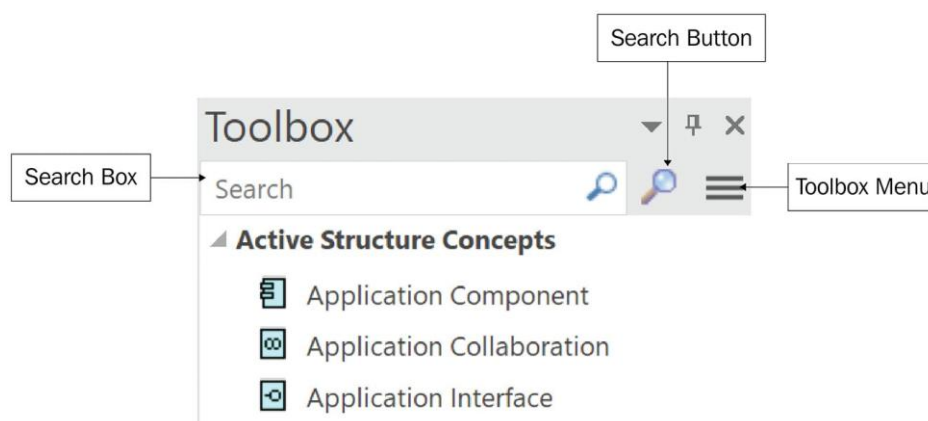 Search Button
Toolbox
Search Box
Search
Toolbox Menu
Active Structure Concepts
Application Component
Application Collaboration
Application Interface